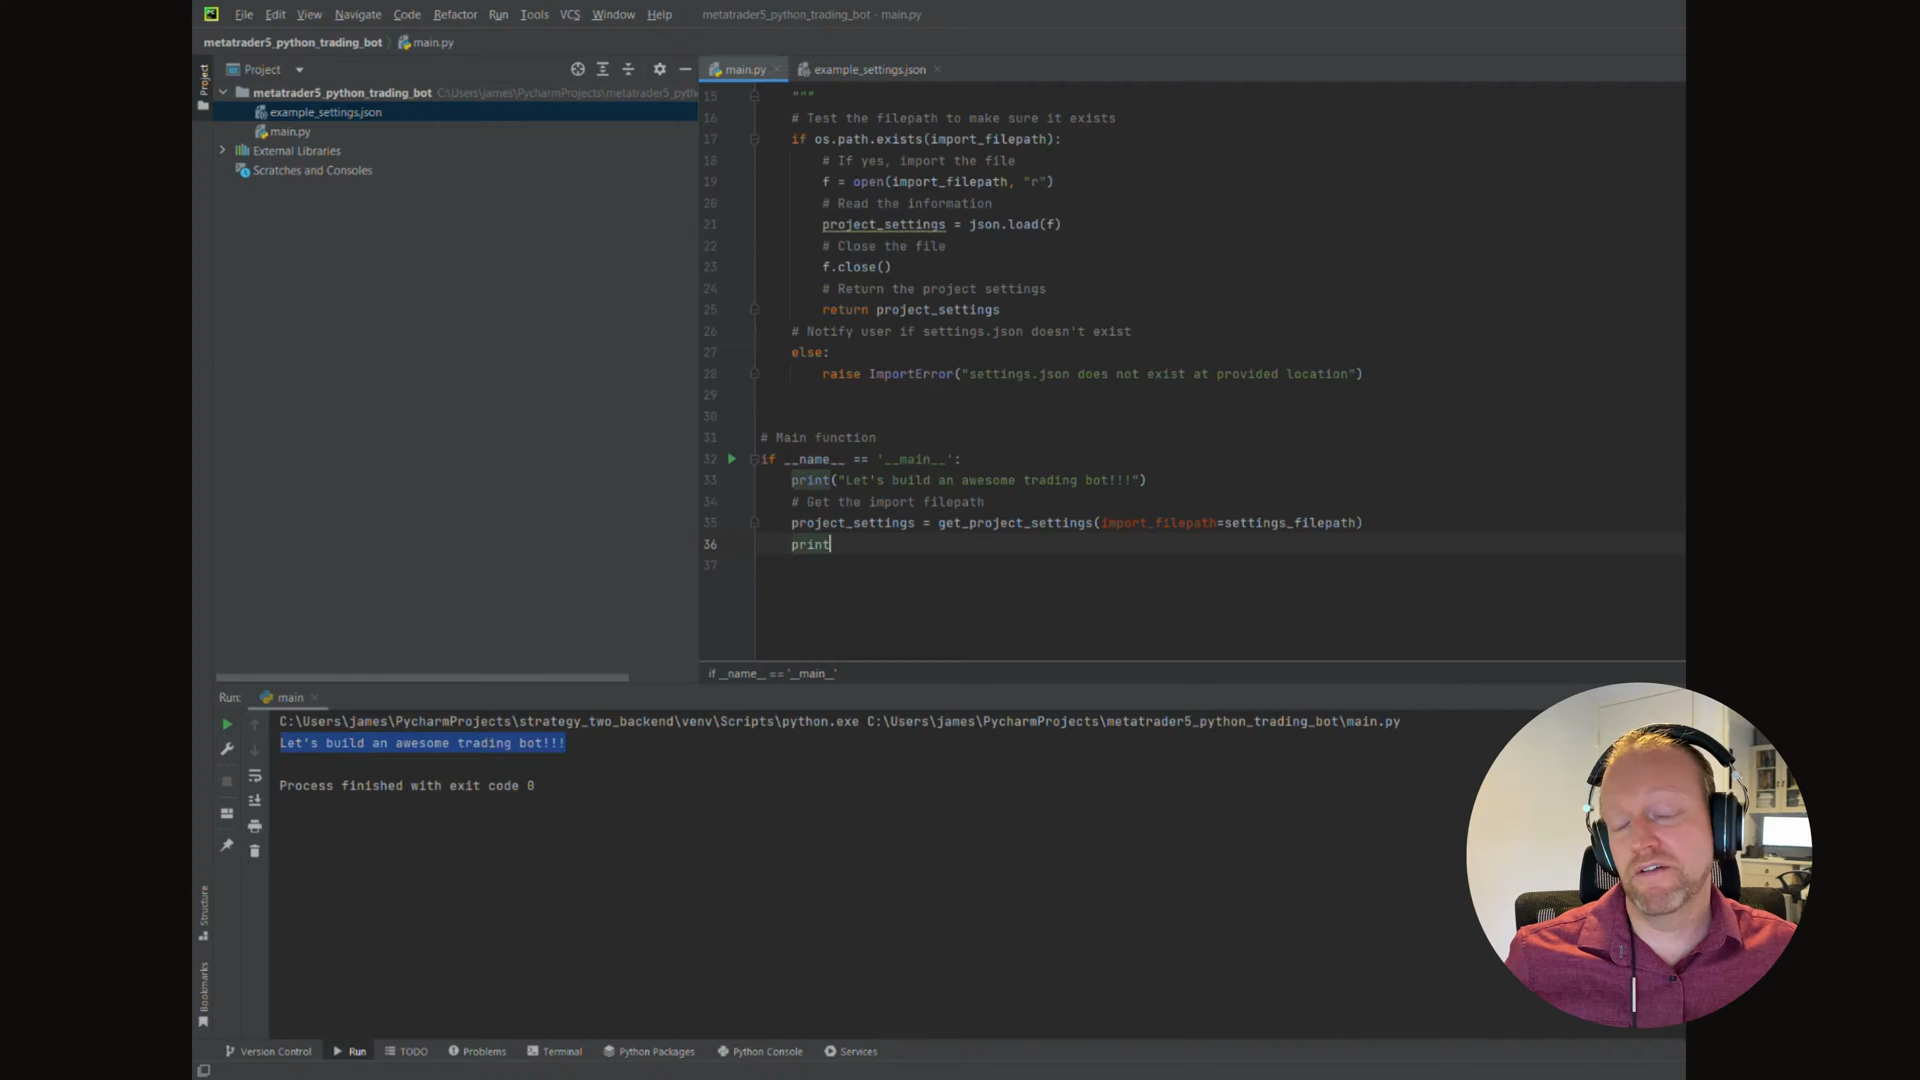 File Edit View Navigate Code Refactor Run Tools VCS Window Help metatrader5_python_trading_bot - main.py
metatrader5_python_trading_bot main.py
Project
Project
main.py example_settings.json
metatrader5_python_trading_bot C:\Users\james\PycharmProjects\metatrader5_pyth
example_settings.json
main.py
External Libraries
Scratches and Consoles
15 """
16 # Test the filepath to make sure it exists
17 if os.path.exists(import_filepath):
18 # If yes, import the file
19 f = open(import_filepath, "r")
20 # Read the information
21 project_settings = json.load(f)
22 # Close the file
23 f.close()
24 # Return the project settings
25 return project_settings
26 # Notify user if settings.json doesn't exist
27 else:
28 raise ImportError("settings.json does not exist at provided location")
29
30
31 # Main function
32 if __name__ == '__main__':
33 print("Let's build an awesome trading bot!!!")
34 # Get the import filepath
35 project_settings = get_project_settings(import_filepath=settings_filepath)
36 print
37
if __name__ == '__main__'
Run: main
C:\Users\james\PycharmProjects\strategy_two_backend\venv\Scripts\python.exe C:\Users\james\PycharmProjects\metatrader5_python_trading_bot\main.py
Let's build an awesome trading bot!!!
Process finished with exit code 0
Structure
Bookmarks
Version Control Run TODO Problems Terminal Python Packages Python Console Services